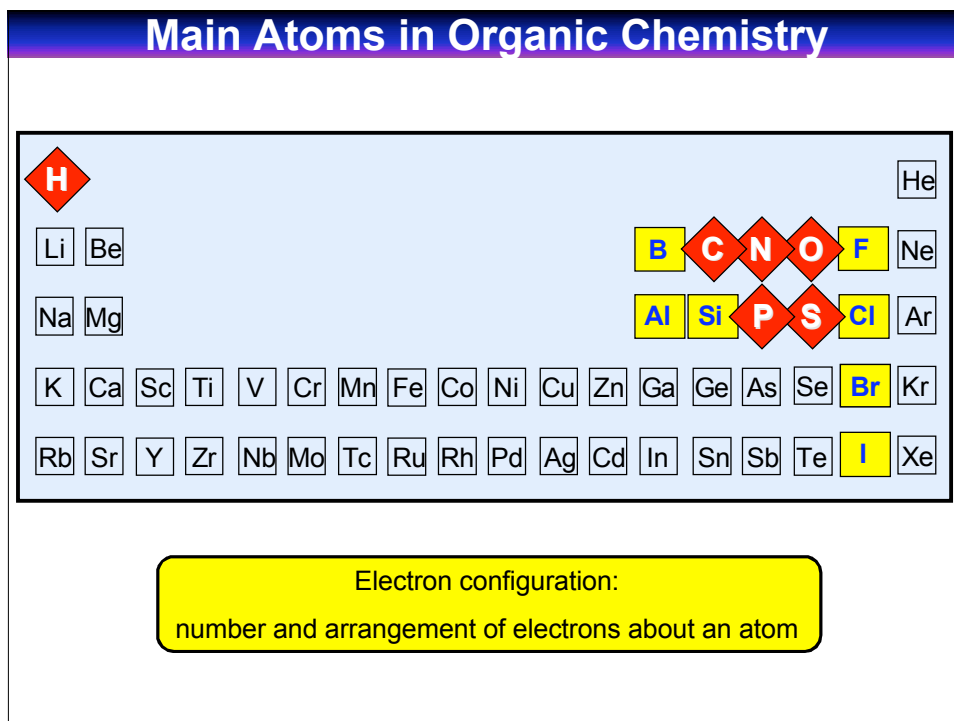 Main Atoms in Organic Chemistry
H He
Li Be B C N O F Ne
Na Mg Al Si P S Cl Ar
K Ca Sc Ti V Cr Mn Fe Co Ni Cu Zn Ga Ge As Se Br Kr
Rb Sr Y Zr Nb Mo Tc Ru Rh Pd Ag Cd In Sn Sb Te I Xe
Electron configuration:
number and arrangement of electrons about an atom